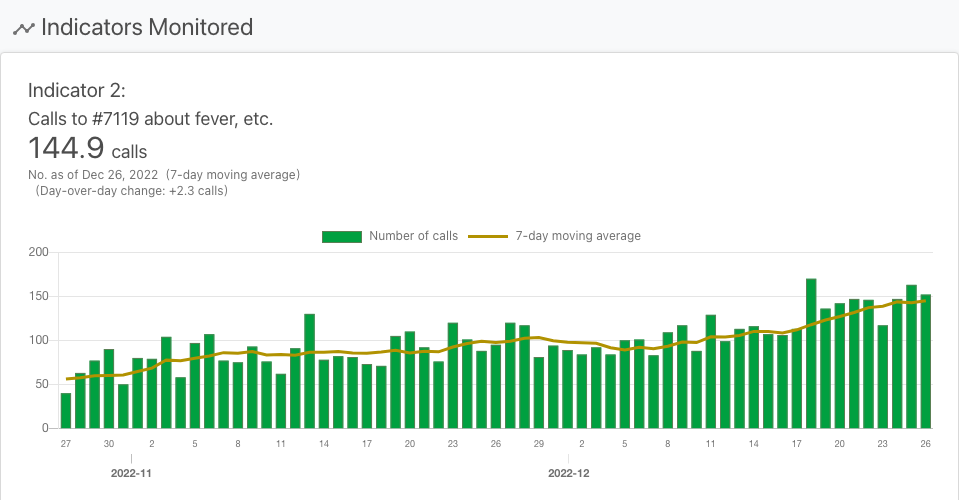 Indicators Monitored
Indicator 2:
Calls to #7119 about fever, etc.
144.9 calls
No. as of Dec 26, 2022 (7-day moving average)
(Day-over-day change: +2.3 calls)
Number of calls 7-day moving average
200
150
100
50
0
27 30 2 5 8 11 14 17 20 23 26 29 2 5 8 11 14 17 20 23 26
2022-11 2022-12